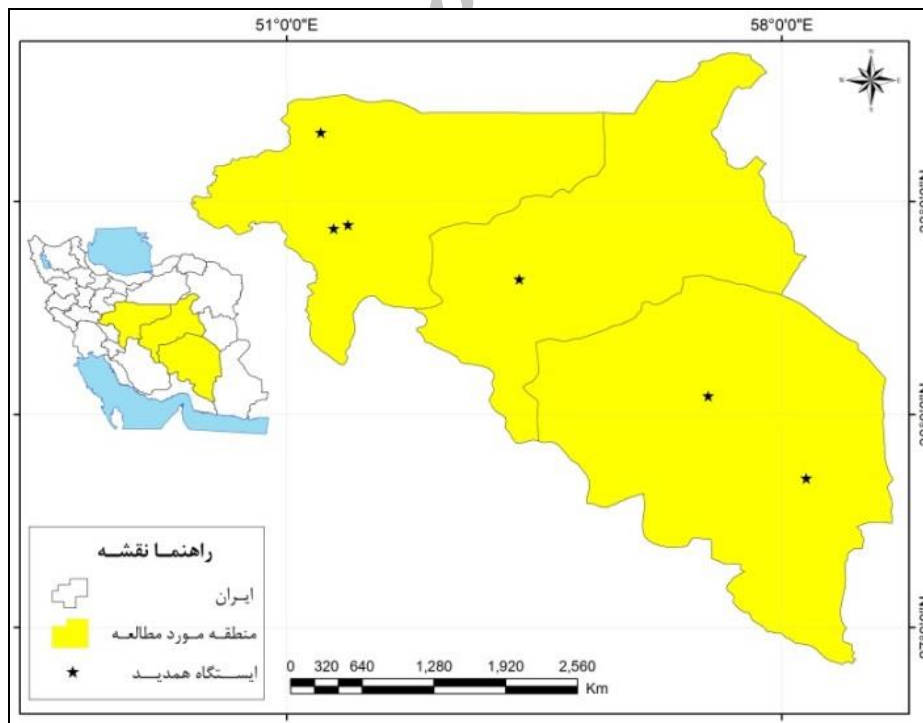 51°0'0"E
58°0'0"E
راهنما نقشه
ایران
منطقه مورد مطالعه
ایستگاه همدید
0 320 640 1,280 1,920 2,560
Km